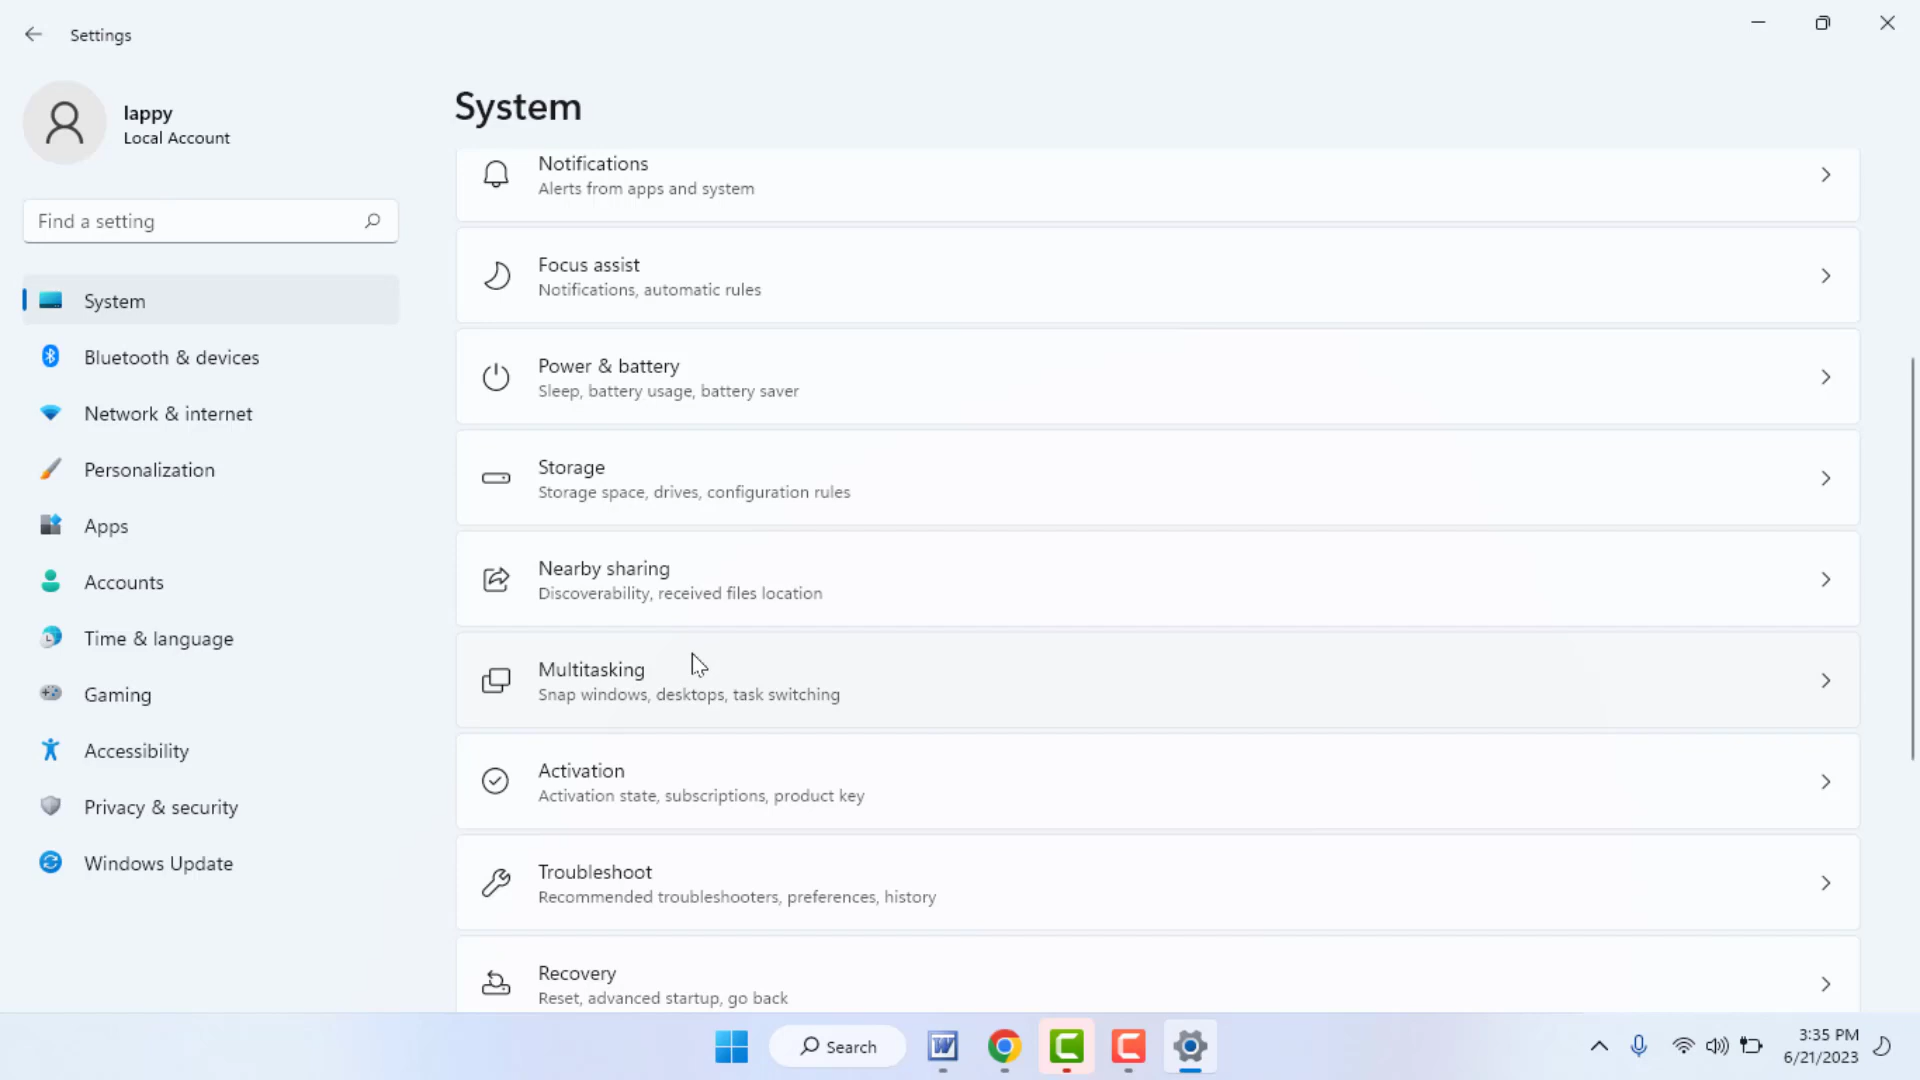 Settings
lappy
Local Account
Find a setting
System
Bluetooth & devices
Network & internet
Personalization
Apps
Accounts
Time & language
Gaming
Accessibility
Privacy & security
Windows Update
System
Notifications
Alerts from apps and system
Focus assist
Notifications, automatic rules
Power & battery
Sleep, battery usage, battery saver
Storage
Storage space, drives, configuration rules
Nearby sharing
Discoverability, received files location
Multitasking
Snap windows, desktops, task switching
Activation
Activation state, subscriptions, product key
Troubleshoot
Recommended troubleshooters, preferences, history
Recovery
Reset, advanced startup, go back
Search
3:35 PM
6/21/2023